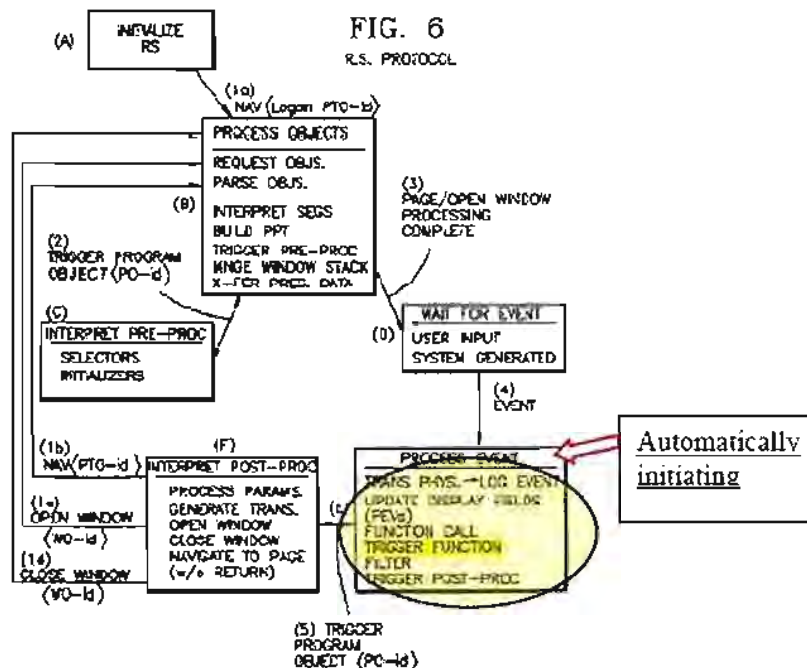 FIG. 6
R.S. PROTOCOL
(A)
INITIALIZE
RS
(1a)
NAV (Logon PTO-id)
PROCESS OBJECTS
REQUEST OBJS.
PARSE OBJS.
(B)
INTERPRET SEGS
BUILD PPT
TRIGGER PRE-PROC
MNGE WINDOW STACK
X-FER PRES. DATA
(2)
TRIGGER PROGRAM
OBJECT (PO-id)
(3)
PAGE/OPEN WINDOW
PROCESSING
COMPLETE
(C)
INTERPRET PRE-PROC
SELECTORS
INITIALIZERS
(D)
WAIT FOR EVENT
USER INPUT
SYSTEM GENERATED
(4)
EVENT
(1b)
NAV(PTO-id)
OPEN WINDOW
(WO-id)
(1d)
CLOSE WINDOW
(WO-id)
(F)
INTERPRET POST-PROC
PROCESS PARAMS.
GENERATE TRANS.
OPEN WINDOW
CLOSE WINDOW
NAVIGATE TO PAGE
(w/o RETURN)
PROCESS EVENT
TRANS PHYS.→LOG EVENT
UPDATE DISPLAY FIELDS
(FEVs)
FUNCTION CALL
TRIGGER FUNCTION
FILTER
TRIGGER POST-PROC
Automatically
initiating
(5) TRIGGER
PROGRAM
OBJECT (PO-id)